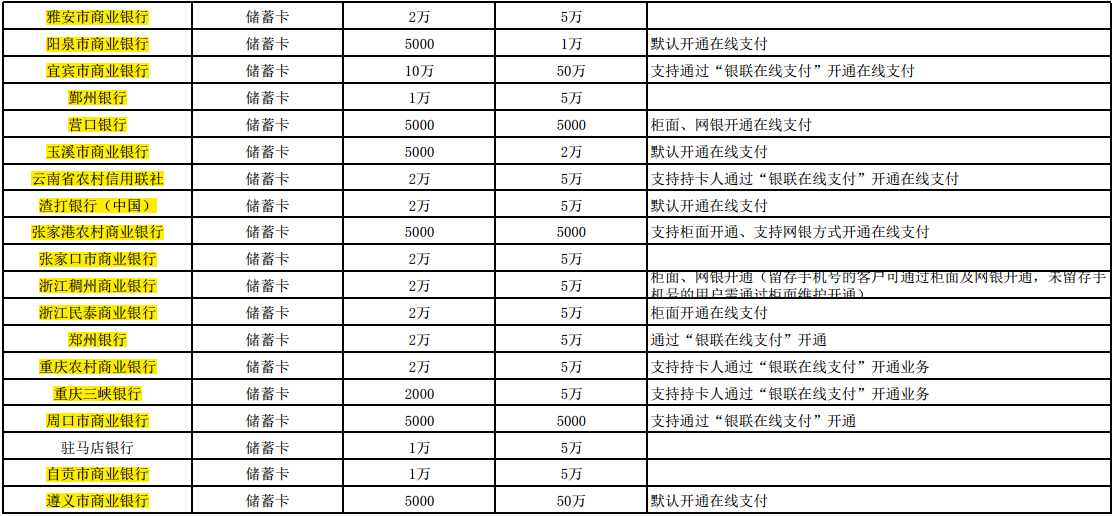 雅安市商业银行 储蓄卡 2万 5万
阳泉市商业银行 储蓄卡 5000 1万 默认开通在线支付
宜宾市商业银行 储蓄卡 10万 50万 支持通过“银联在线支付”开通在线支付
鄞州银行 储蓄卡 1万 5万
营口银行 储蓄卡 5000 5000 柜面、网银开通在线支付
玉溪市商业银行 储蓄卡 5000 2万 默认开通在线支付
云南省农村信用联社 储蓄卡 2万 5万 支持持卡人通过“银联在线支付”开通在线支付
渣打银行（中国） 储蓄卡 2万 5万 默认开通在线支付
张家港农村商业银行 储蓄卡 5000 5000 支持柜面开通、支持网银方式开通在线支付
张家口市商业银行 储蓄卡 2万 5万
浙江稠州商业银行 储蓄卡 2万 5万 柜面、网银开通（留存手机号的客户可通过柜面及网银开通，未留存手
机号的用户需通过柜面维护开通）
浙江民泰商业银行 储蓄卡 2万 5万 柜面开通在线支付
郑州银行 储蓄卡 2万 5万 通过“银联在线支付”开通
重庆农村商业银行 储蓄卡 2万 5万 支持持卡人通过“银联在线支付”开通业务
重庆三峡银行 储蓄卡 2000 5万 支持持卡人通过“银联在线支付”开通业务
周口市商业银行 储蓄卡 5000 5000 支持通过“银联在线支付”开通
驻马店银行 储蓄卡 1万 5万
自贡市商业银行 储蓄卡 1万 5万
遵义市商业银行 储蓄卡 5000 50万 默认开通在线支付